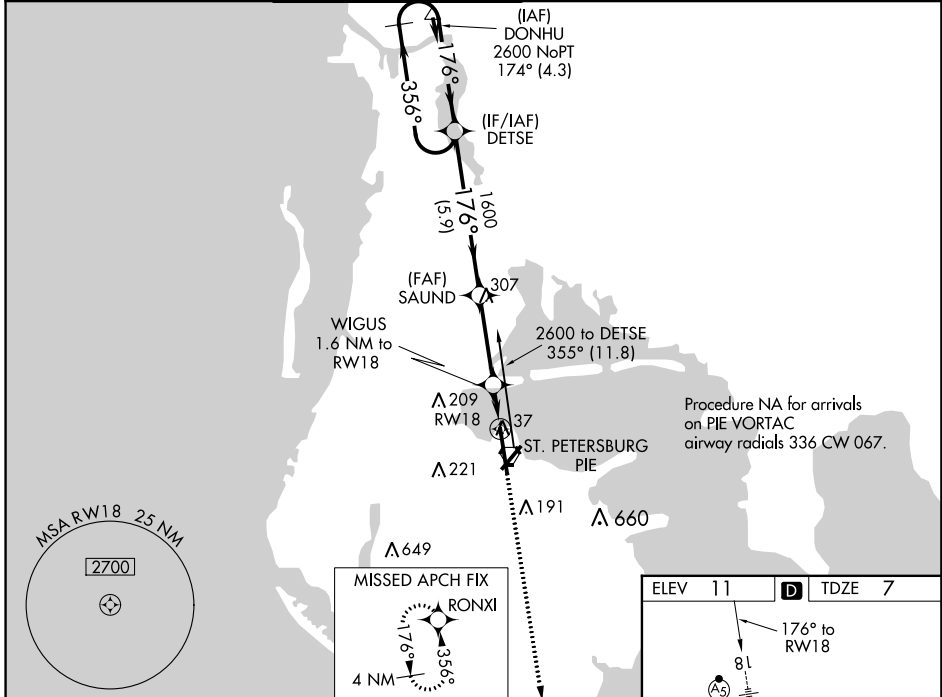 (IAF)
DONHU
2600 NoPT
174° (4.3)
176°
356°
(IF/IAF)
DETSE
1600
176°
(5.9)
(FAF)
SAUND
307
WIGUS
1.6 NM to
RW18
2600 to DETSE
355° (11.8)
209
RW18
37
Procedure NA for arrivals
on PIE VORTAC
airway radials 336 CW 067.
ST. PETERSBURG
PIE
221
191
660
MSA RW18 25 NM
2700
649
MISSED APCH FIX
RONXI
176°
356°
4 NM
ELEV 11 D TDZE 7
176° to
RW18
18
A5